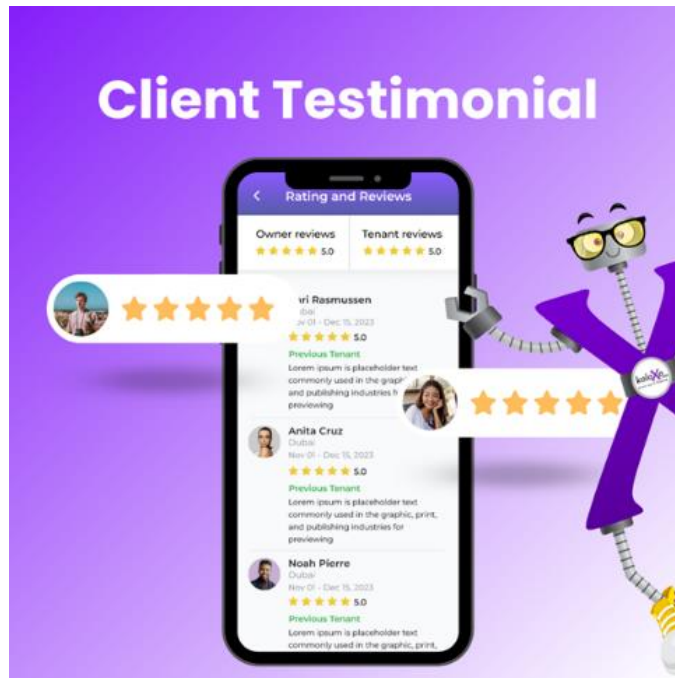 Client Testimonial
Rating and Reviews
Owner reviews
Tenant reviews
5.0
5.0
Rasmussen
Dubai
Nov 01 - Dec 15, 2023
5.0
Previous Tenant
Lorem ipsum is placeholder text
commonly used in the graphic
and publishing industries
previewing
Anita Cruz
Dubai
Nov 01 - Dec 15, 2023
5.0
Previous Tenant
Lorem ipsum is placeholder text
commonly used in the graphic, print,
and publishing industries for
previewing
Noah Pierre
Dubai
Nov 01 - Dec 15, 2023
5.0
Previous Tenant
Lorem ipsum is placeholder text
commonly used in the graphic, print,